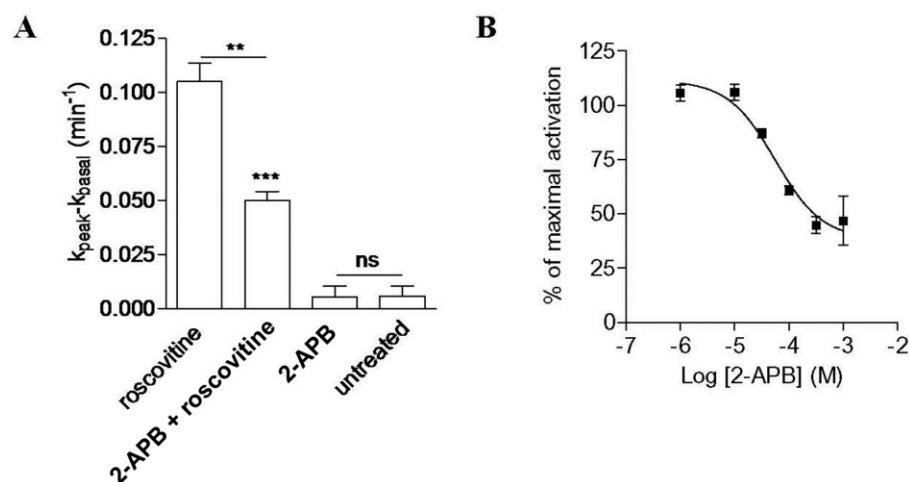 A
k_peak-k_basal (min⁻¹)
0.125
0.100
0.075
0.050
0.025
0.000
**
***
ns
roscovitine
2-APB + roscovitine
2-APB
untreated
B
% of maximal activation
125
100
75
50
25
0
-7 -6 -5 -4 -3 -2
Log [2-APB] (M)